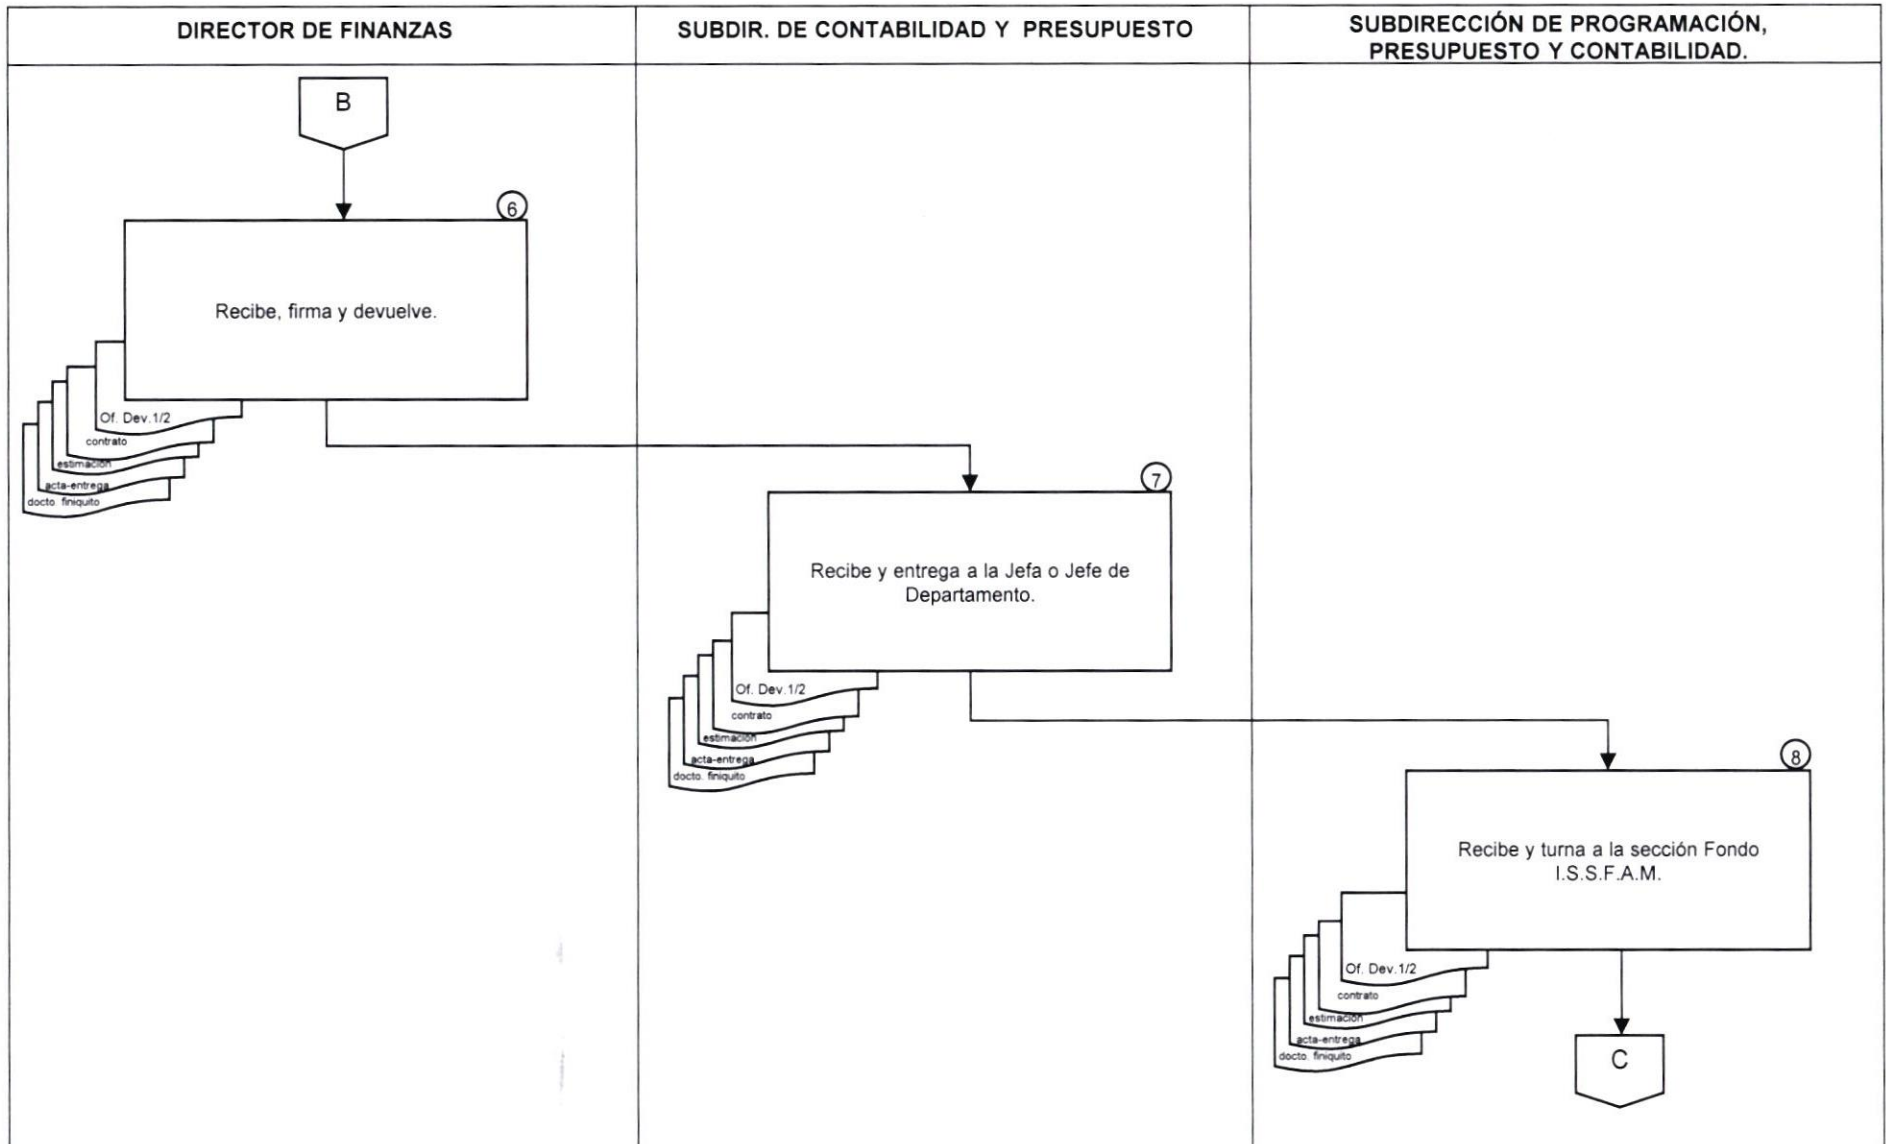 DIRECTOR DE FINANZAS
SUBDIR. DE CONTABILIDAD Y PRESUPUESTO
SUBDIRECCIÓN DE PROGRAMACIÓN,
PRESUPUESTO Y CONTABILIDAD.
B
6
Recibe, firma y devuelve.
Of. Dev.1/2
contrato
estimación
acta-entrega
docto. finiquito
7
Recibe y entrega a la Jefa o Jefe de
Departamento.
Of. Dev.1/2
contrato
estimación
acta-entrega
docto. finiquito
8
Recibe y turna a la sección Fondo
I.S.S.F.A.M.
Of. Dev.1/2
contrato
estimación
acta-entrega
docto. finiquito
C